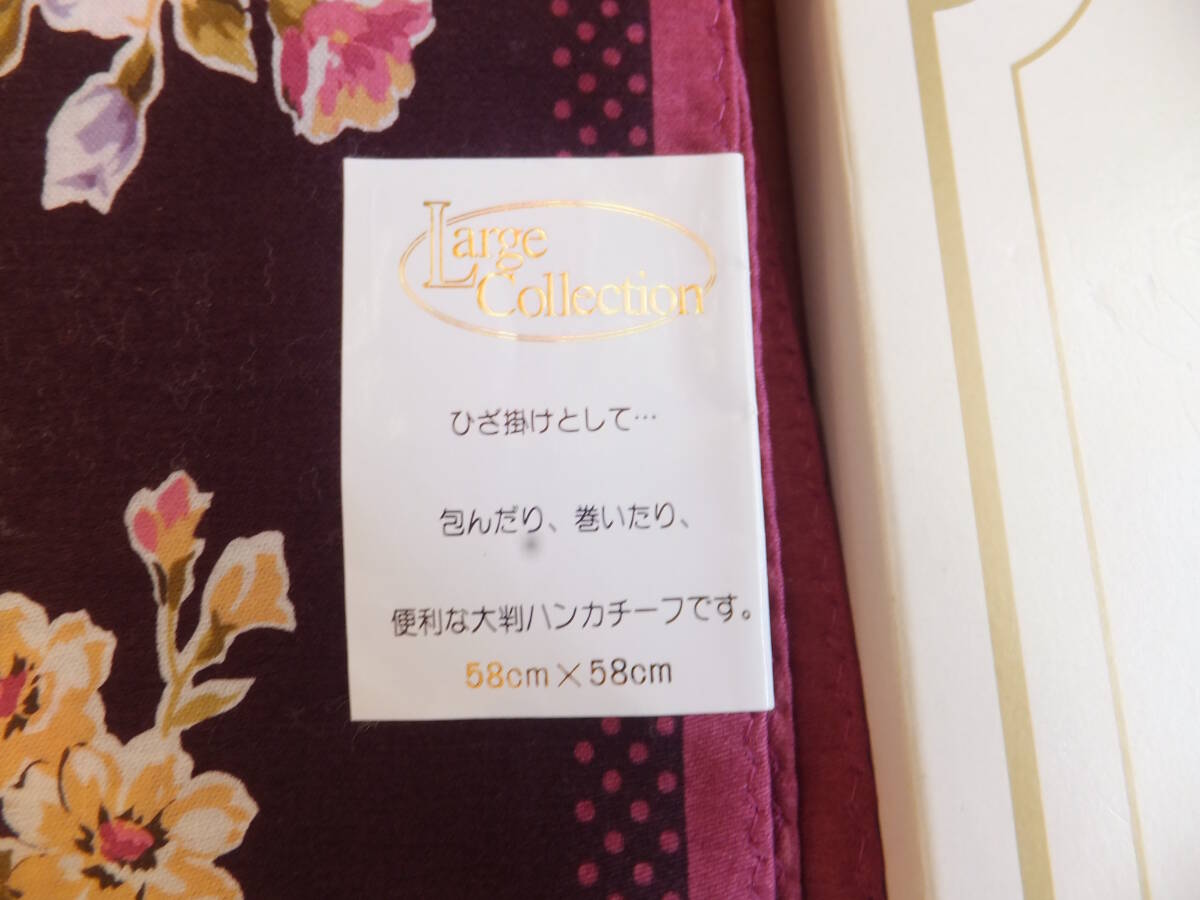 Large
Collection
ひざ掛けとして…
包んだり、巻いたり、
便利な大判ハンカチーフです。
58cm×58cm